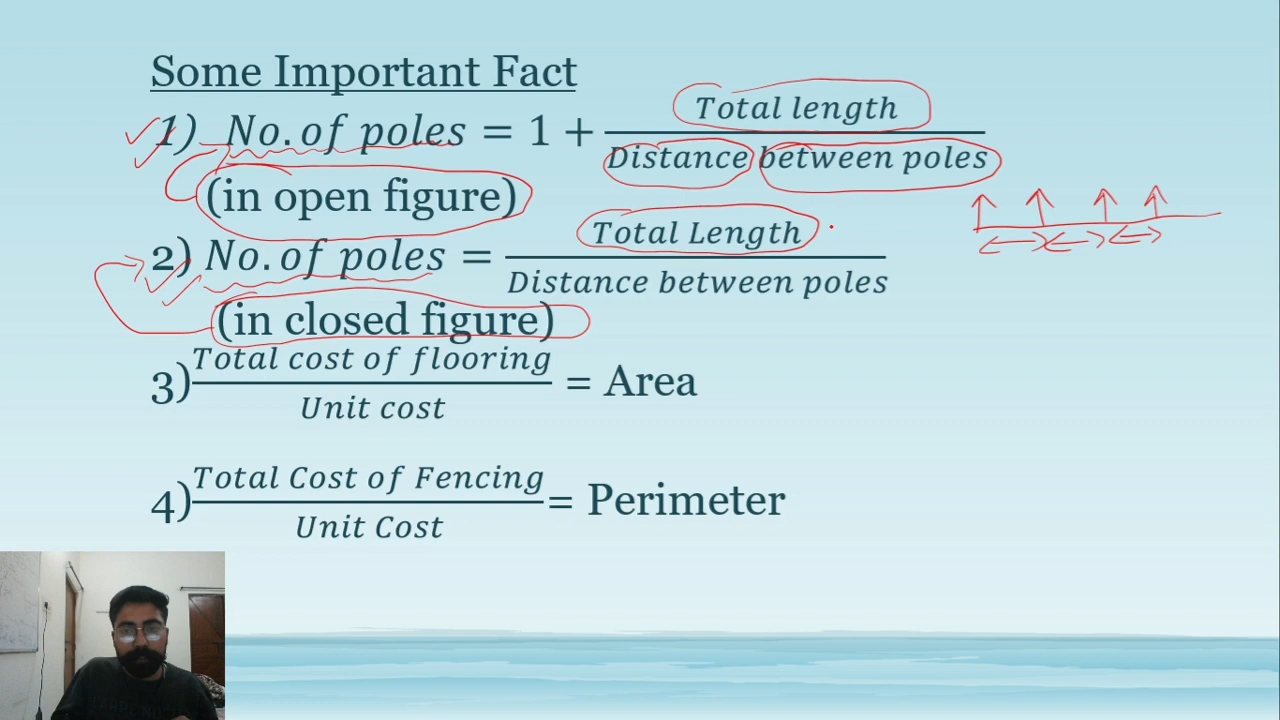 Some Important Fact
1) No. of poles = 1 + Total length / Distance between poles
(in open figure)
2) No. of poles = Total Length / Distance between poles
(in closed figure)
3) Total cost of flooring / Unit cost = Area
4) Total Cost of Fencing / Unit Cost = Perimeter